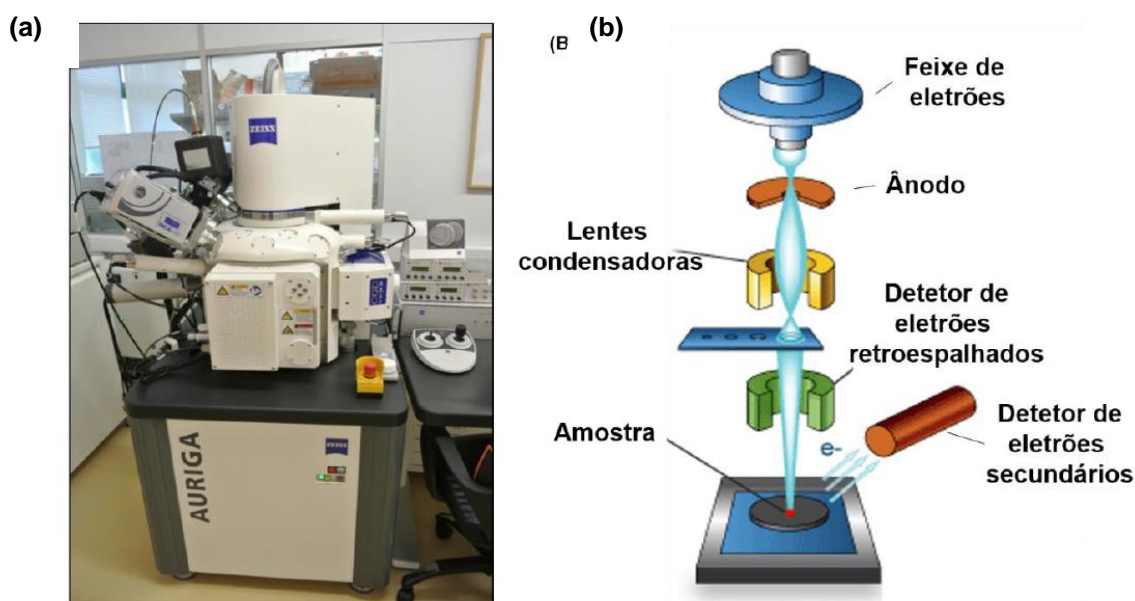 (a)
ZEISS
ZEISS
AURIGA
(B
(b)
Feixe de
eletrões
Ânodo
Lentes
condensadoras
Detetor de
eletrões
retroespalhados
Amostra
e-
Detetor de
eletrões
secundários